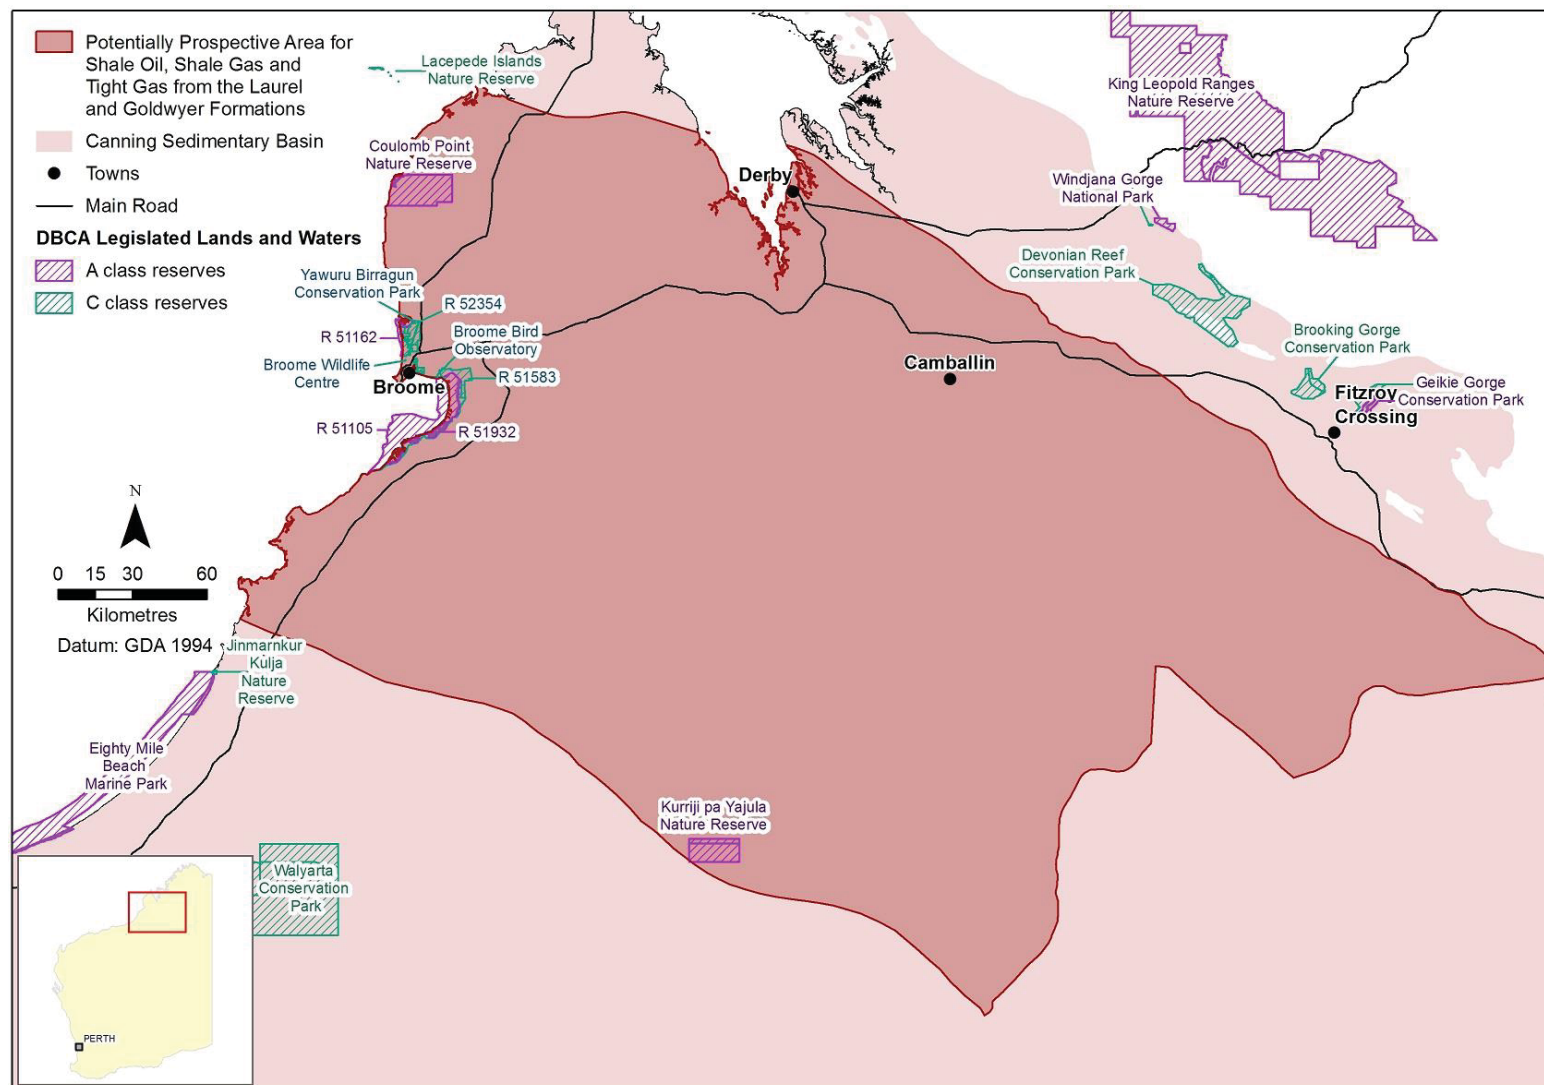 Potentially Prospective Area for
Shale Oil, Shale Gas and
Tight Gas from the Laurel
and Goldwyer Formations
Canning Sedimentary Basin
Towns
Main Road
DBCA Legislated Lands and Waters
A class reserves
C class reserves
Lacepede Islands
Nature Reserve
King Leopold Ranges
Nature Reserve
Coulomb Point
Nature Reserve
Derby
Windjana Gorge
National Park
Devonian Reef
Conservation Park
Yawuru Birragun
Conservation Park
R 52354
R 51162
Broome Bird
Observatory
Broome Wildlife
Centre
Broome
R 51583
Camballin
Brooking Gorge
Conservation Park
Geikie Gorge
Conservation Park
Fitzroy
Crossing
R 51105
R 51932
N
0 15 30 60
Kilometres
Datum: GDA 1994
Jinmarnkur
Kulja
Nature
Reserve
Eighty Mile
Beach
Marine Park
Kurriji pa Yajula
Nature Reserve
Walyarta
Conservation
Park
PERTH